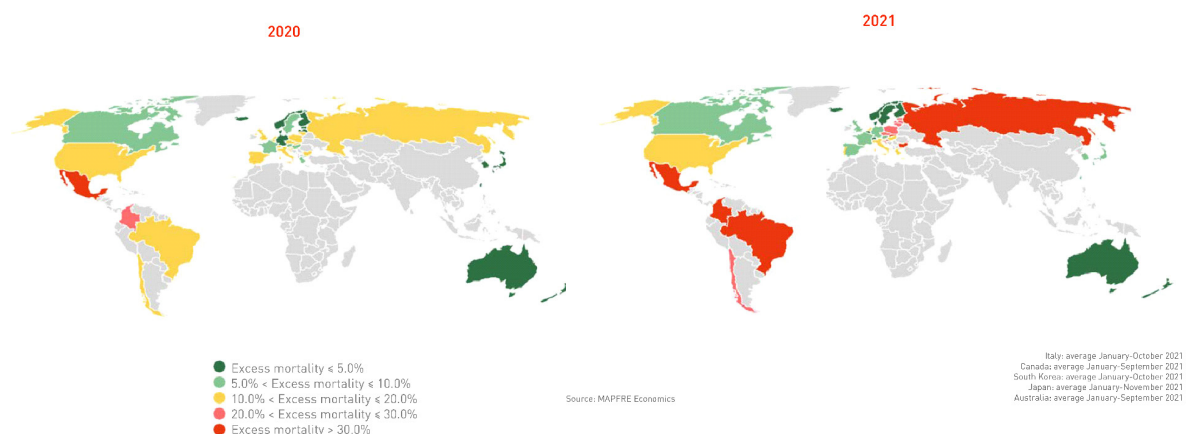 2020
2021
Excess mortality ⩽ 5.0%
5.0% < Excess mortality ⩽ 10.0%
10.0% < Excess mortality ⩽ 20.0%
20.0% < Excess mortality ⩽ 30.0%
Excess mortality > 30.0%
Source: MAPFRE Economics
Italy: average January-October 2021
Canada: average January-September 2021
South Korea: average January-October 2021
Japan: average January-November 2021
Australia: average January-September 2021